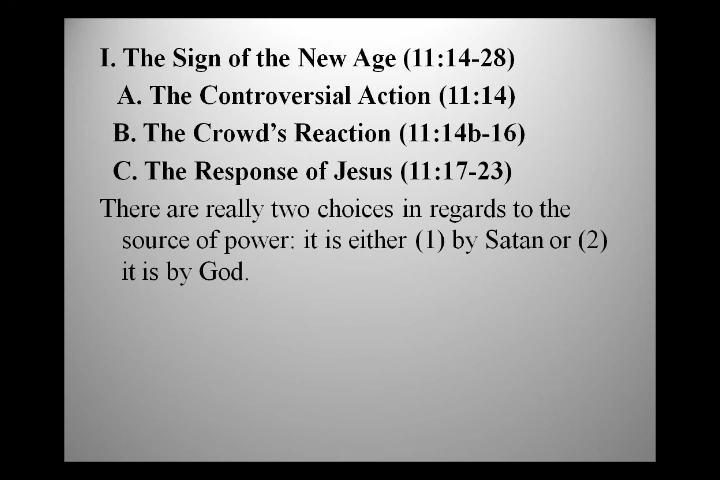 I. The Sign of the New Age (11:14-28)
A. The Controversial Action (11:14)
B. The Crowd’s Reaction (11:14b-16)
C. The Response of Jesus (11:17-23)
There are really two choices in regards to the
source of power: it is either (1) by Satan or (2)
it is by God.